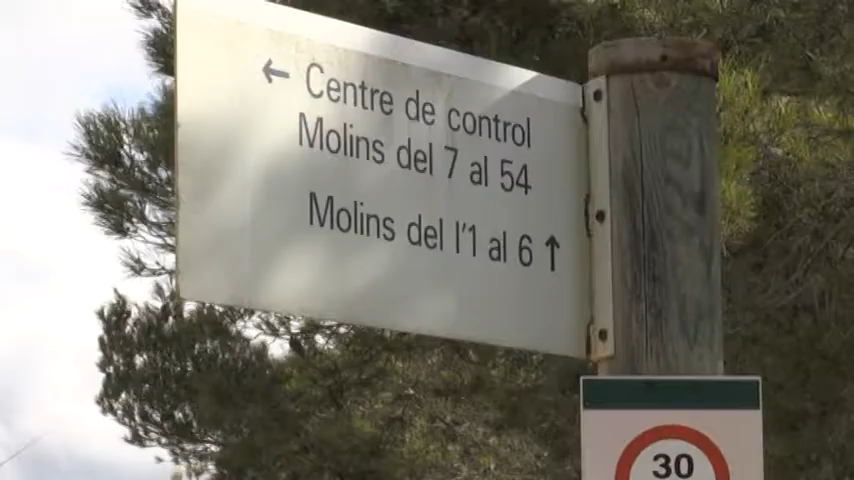 ← Centre de control
Molins del 7 al 54
Molins del l'1 al 6 ↑
30